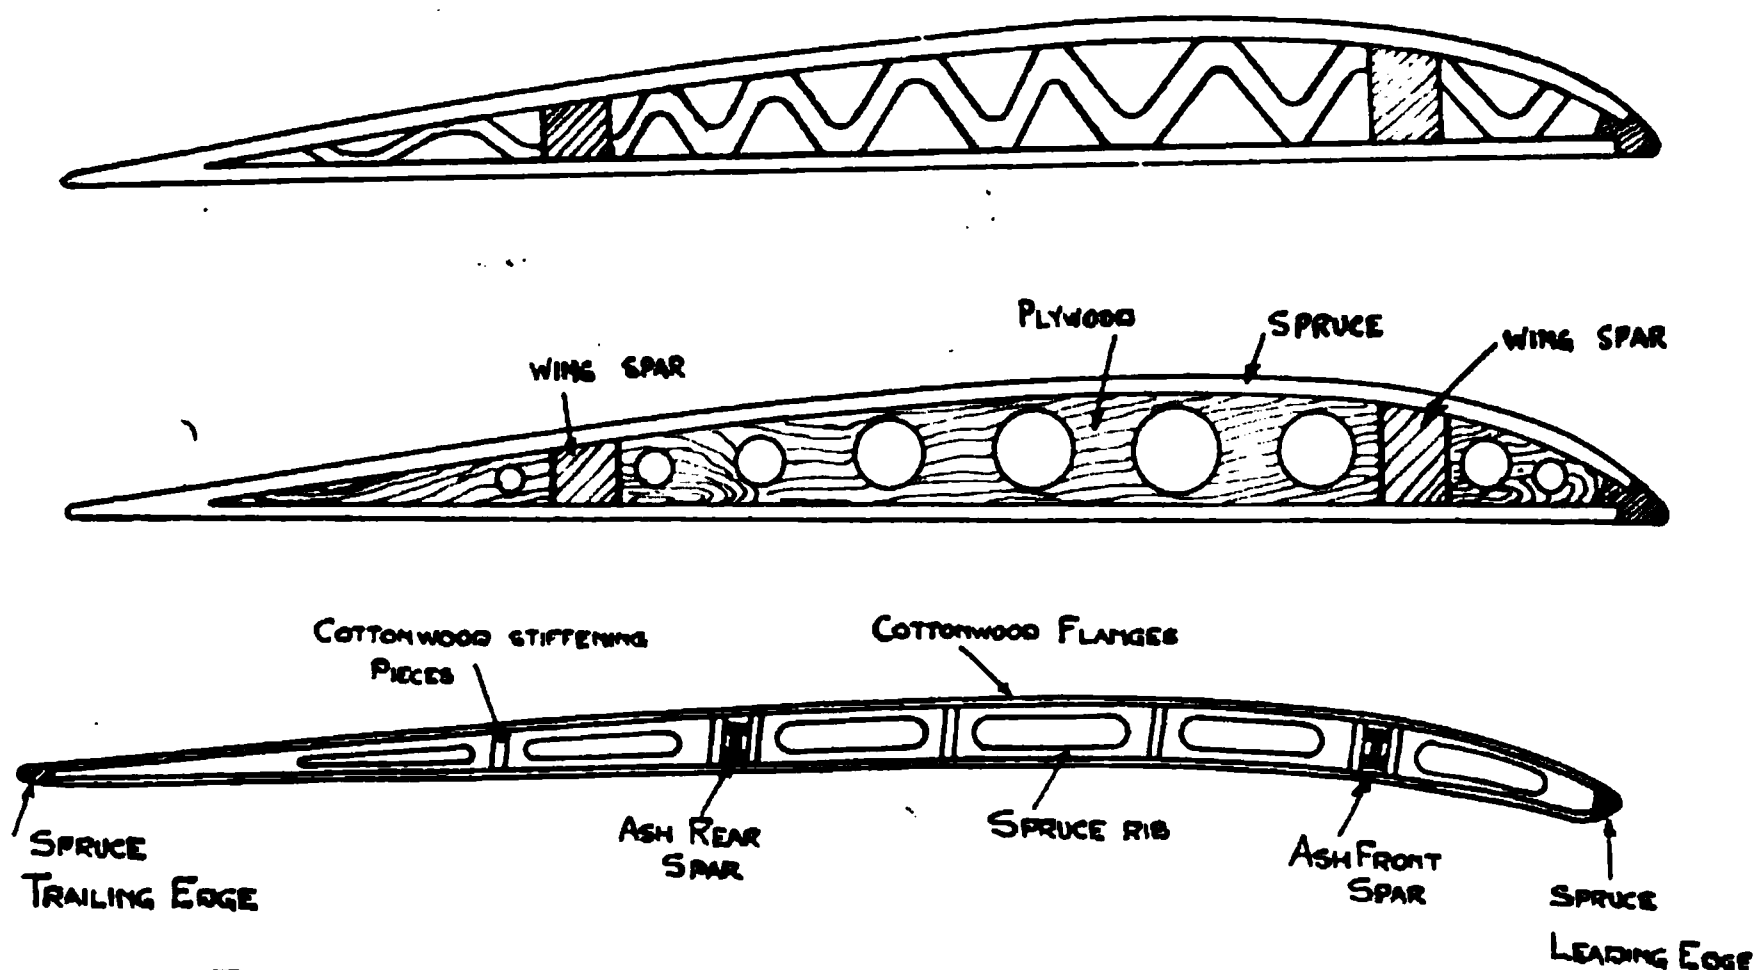 PLYWOOD
SPRUCE
WING SPAR
WING SPAR
COTTONWOOD STIFFENING
PIECES
COTTONWOOD FLANGES
SPRUCE
TRAILING EDGE
ASH REAR
SPAR
SPRUCE RIB
ASH FRONT
SPAR
SPRUCE
LEADING EDGE